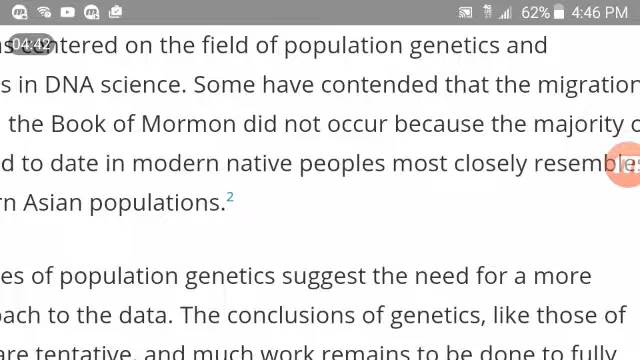 62% 4:46 PM
04:42
entered on the field of population genetics and
s in DNA science. Some have contended that the migration
the Book of Mormon did not occur because the majority
d to date in modern native peoples most closely resemble
rn Asian populations.2
es of population genetics suggest the need for a more
ach to the data. The conclusions of genetics, like those of
are tentative, and much work remains to be done to fully